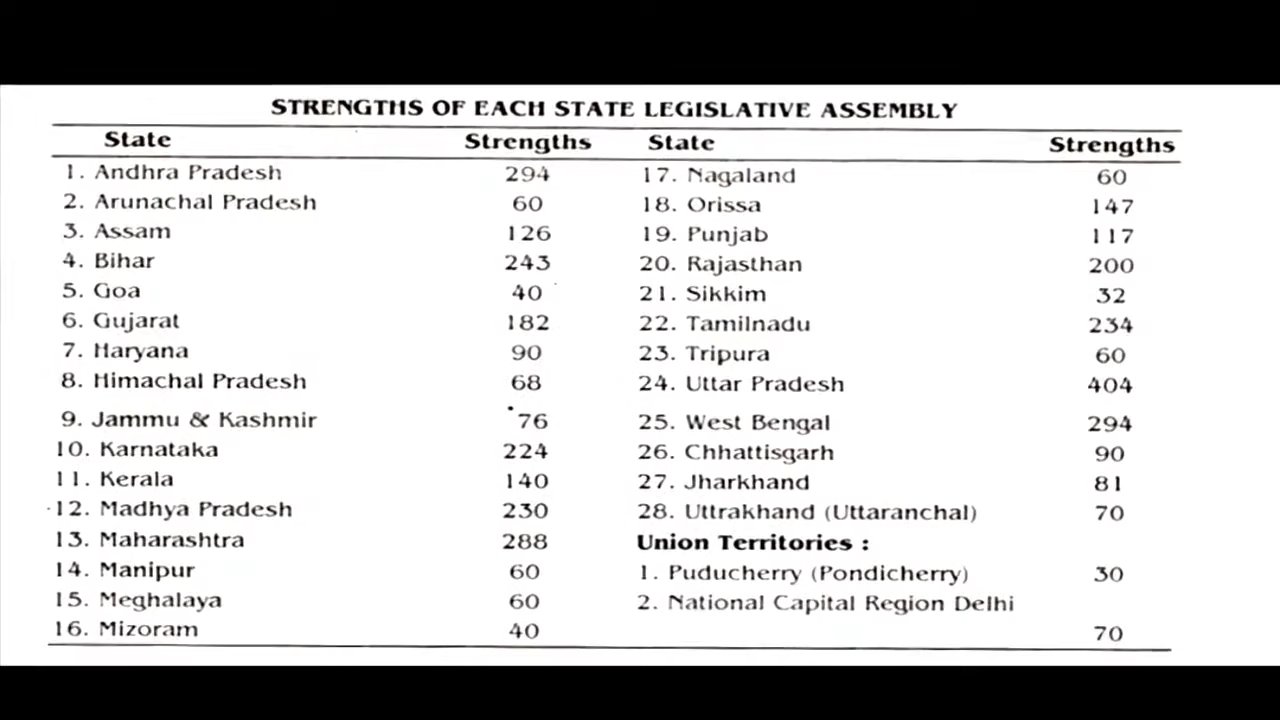 STRENGTHS OF EACH STATE LEGISLATIVE ASSEMBLY
State Strengths State Strengths
1. Andhra Pradesh 294 17. Nagaland 60
2. Arunachal Pradesh 60 18. Orissa 147
3. Assam 126 19. Punjab 117
4. Bihar 243 20. Rajasthan 200
5. Goa 40 21. Sikkim 32
6. Gujarat 182 22. Tamilnadu 234
7. Haryana 90 23. Tripura 60
8. Himachal Pradesh 68 24. Uttar Pradesh 404
9. Jammu & Kashmir 76 25. West Bengal 294
10. Karnataka 224 26. Chhattisgarh 90
11. Kerala 140 27. Jharkhand 81
12. Madhya Pradesh 230 28. Uttrakhand (Uttaranchal) 70
13. Maharashtra 288 Union Territories :
14. Manipur 60 1. Puducherry (Pondicherry) 30
15. Meghalaya 60 2. National Capital Region Delhi
16. Mizoram 40 70